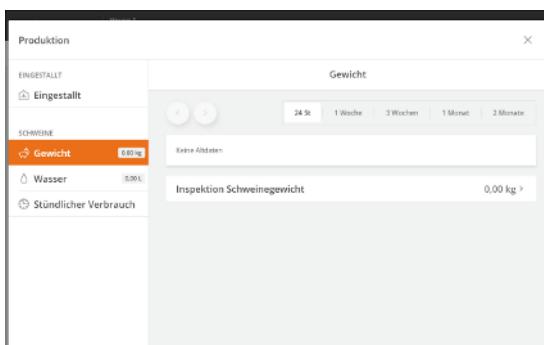 Produktion
EINGESTALLT
Eingestallt
SCHWEINE
Gewicht 0,00 kg
Wasser 0,00 L
Stündlicher Verbrauch
Gewicht
24 St 1 Woche 3 Wochen 1 Monat 2 Monate
Keine Altdaten
Inspektion Schweinegewicht 0,00 kg